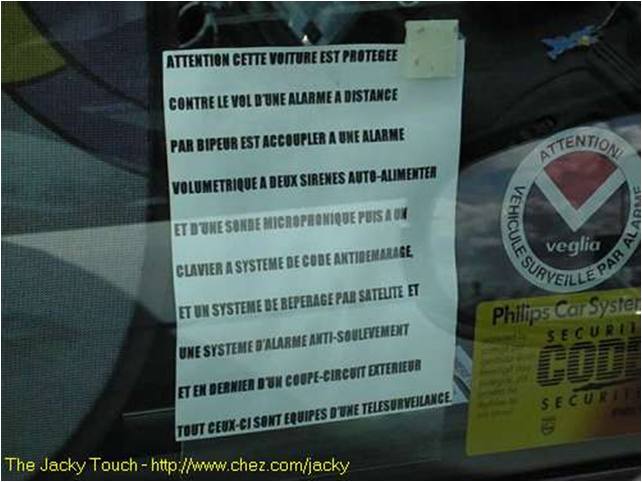 ATTENTION CETTE VOITURE EST PROTEGEE
CONTRE LE VOL D'UNE ALARME A DISTANCE
PAR BIPEUR EST ACCOUPLER A UNE ALARME
VOLUMETRIQUE A DEUX SIRENES AUTO-ALIMENTER
ET D'UNE SONDE MICROPHONIQUE PUIS A UN
CLAVIER A SYSTEME DE CODE ANTIDEMARAGE,
ET UN SYSTEME DE REPERAGE PAR SATELITE ET
UNE SYSTEME D'ALARME ANTI-SOULEVEMENT
ET EN DERNIER D'UN COUPE-CIRCUIT EXTERIEUR
TOUT CEUX-CI SONT EQUIPES D'UNE TELESURVEILANCE.
ATTENTION!
veglia
VEHICULE SURVEILLÉ PAR ALARME
Philips Car System
SECURIT
CODE
SECURI
The Jacky Touch - http://www.chez.com/jacky